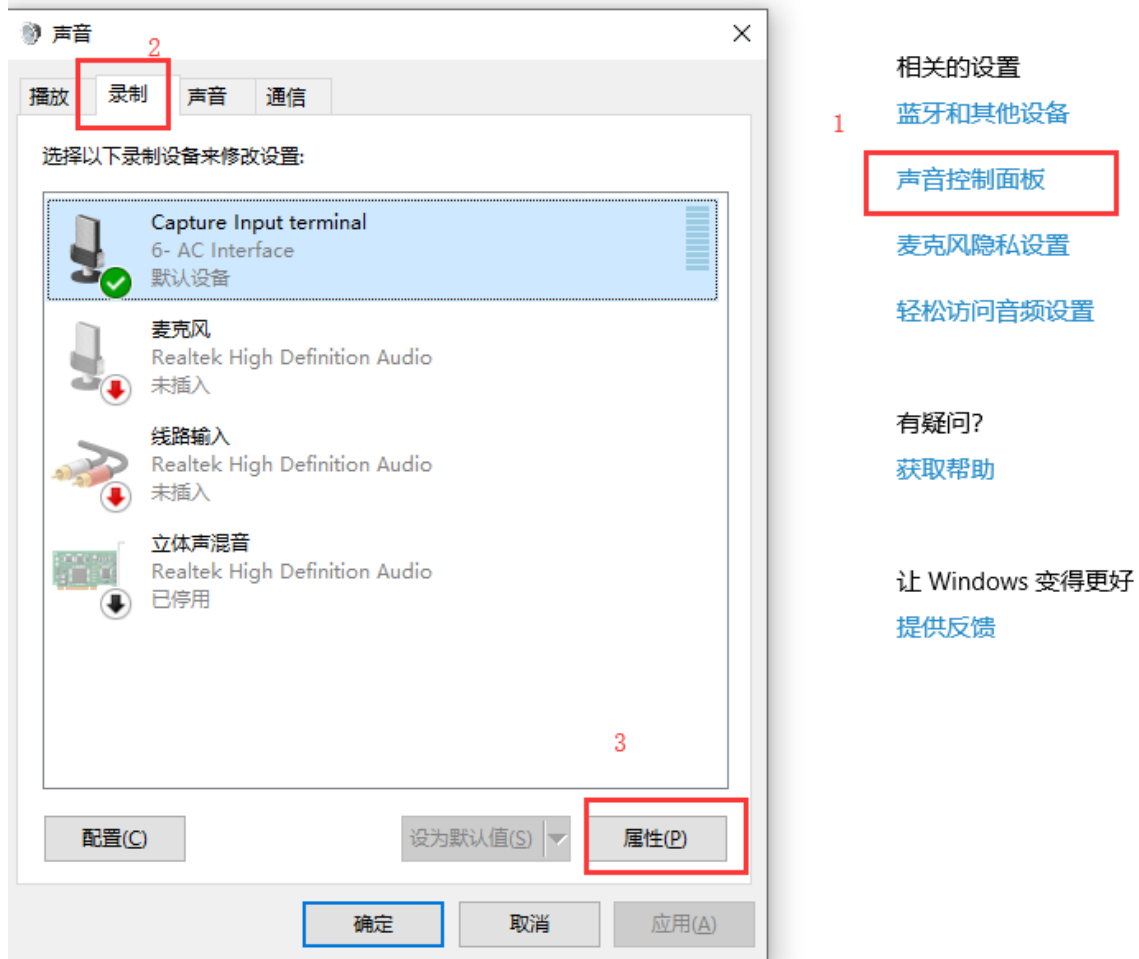 声音
2
播放
录制
声音
通信
选择以下录制设备来修改设置:
Capture Input terminal
6- AC Interface
默认设备
麦克风
Realtek High Definition Audio
未插入
线路输入
Realtek High Definition Audio
未插入
立体声混音
Realtek High Definition Audio
已停用
3
配置(C)
设为默认值(S)
属性(P)
确定
取消
应用(A)
相关的设置
蓝牙和其他设备
1
声音控制面板
麦克风隐私设置
轻松访问音频设置
有疑问?
获取帮助
让 Windows 变得更好
提供反馈